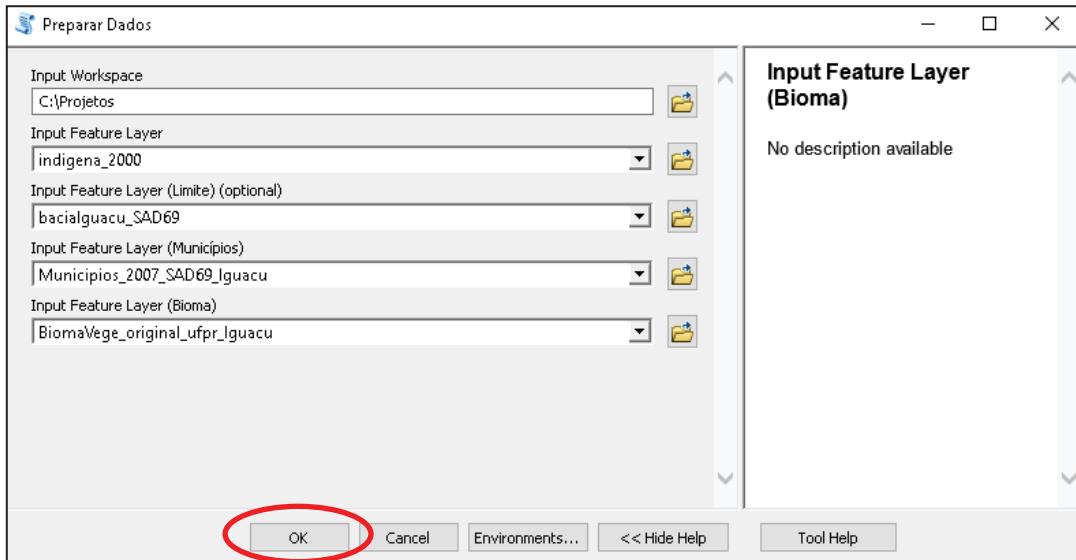 Preparar Dados
Input Workspace
C:\Projetos
Input Feature Layer
indigena_2000
Input Feature Layer (Limite) (optional)
baciaIguacu_SAD69
Input Feature Layer (Municípios)
Municipios_2007_SAD69_Iguacu
Input Feature Layer (Bioma)
BiomaVege_original_ufpr_Iguacu
Input Feature Layer
(Bioma)
No description available
OK
Cancel
Environments...
<< Hide Help
Tool Help